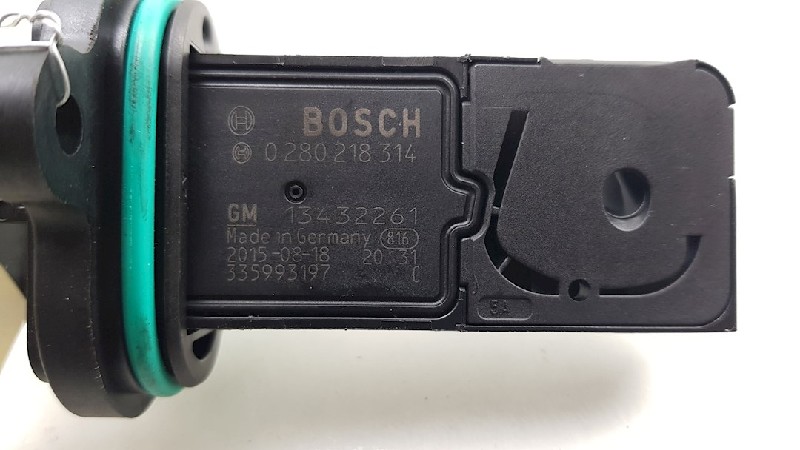 BOSCH
0 280 218 314
GM 13432261
Made in Germany 816
2015-08-18 20 31
335993197 C
5A